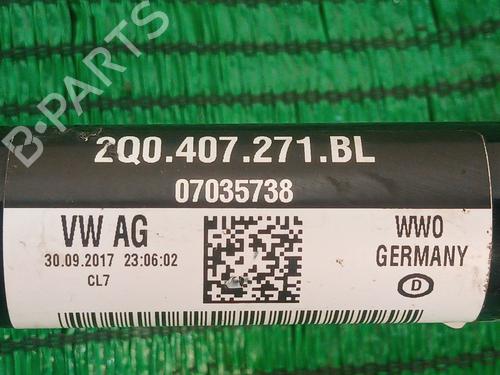 B-PARTS
2Q0.407.271.BL
07035738
VW AG
30.09.2017 23:06:02
CL7
WWO
GERMANY
D